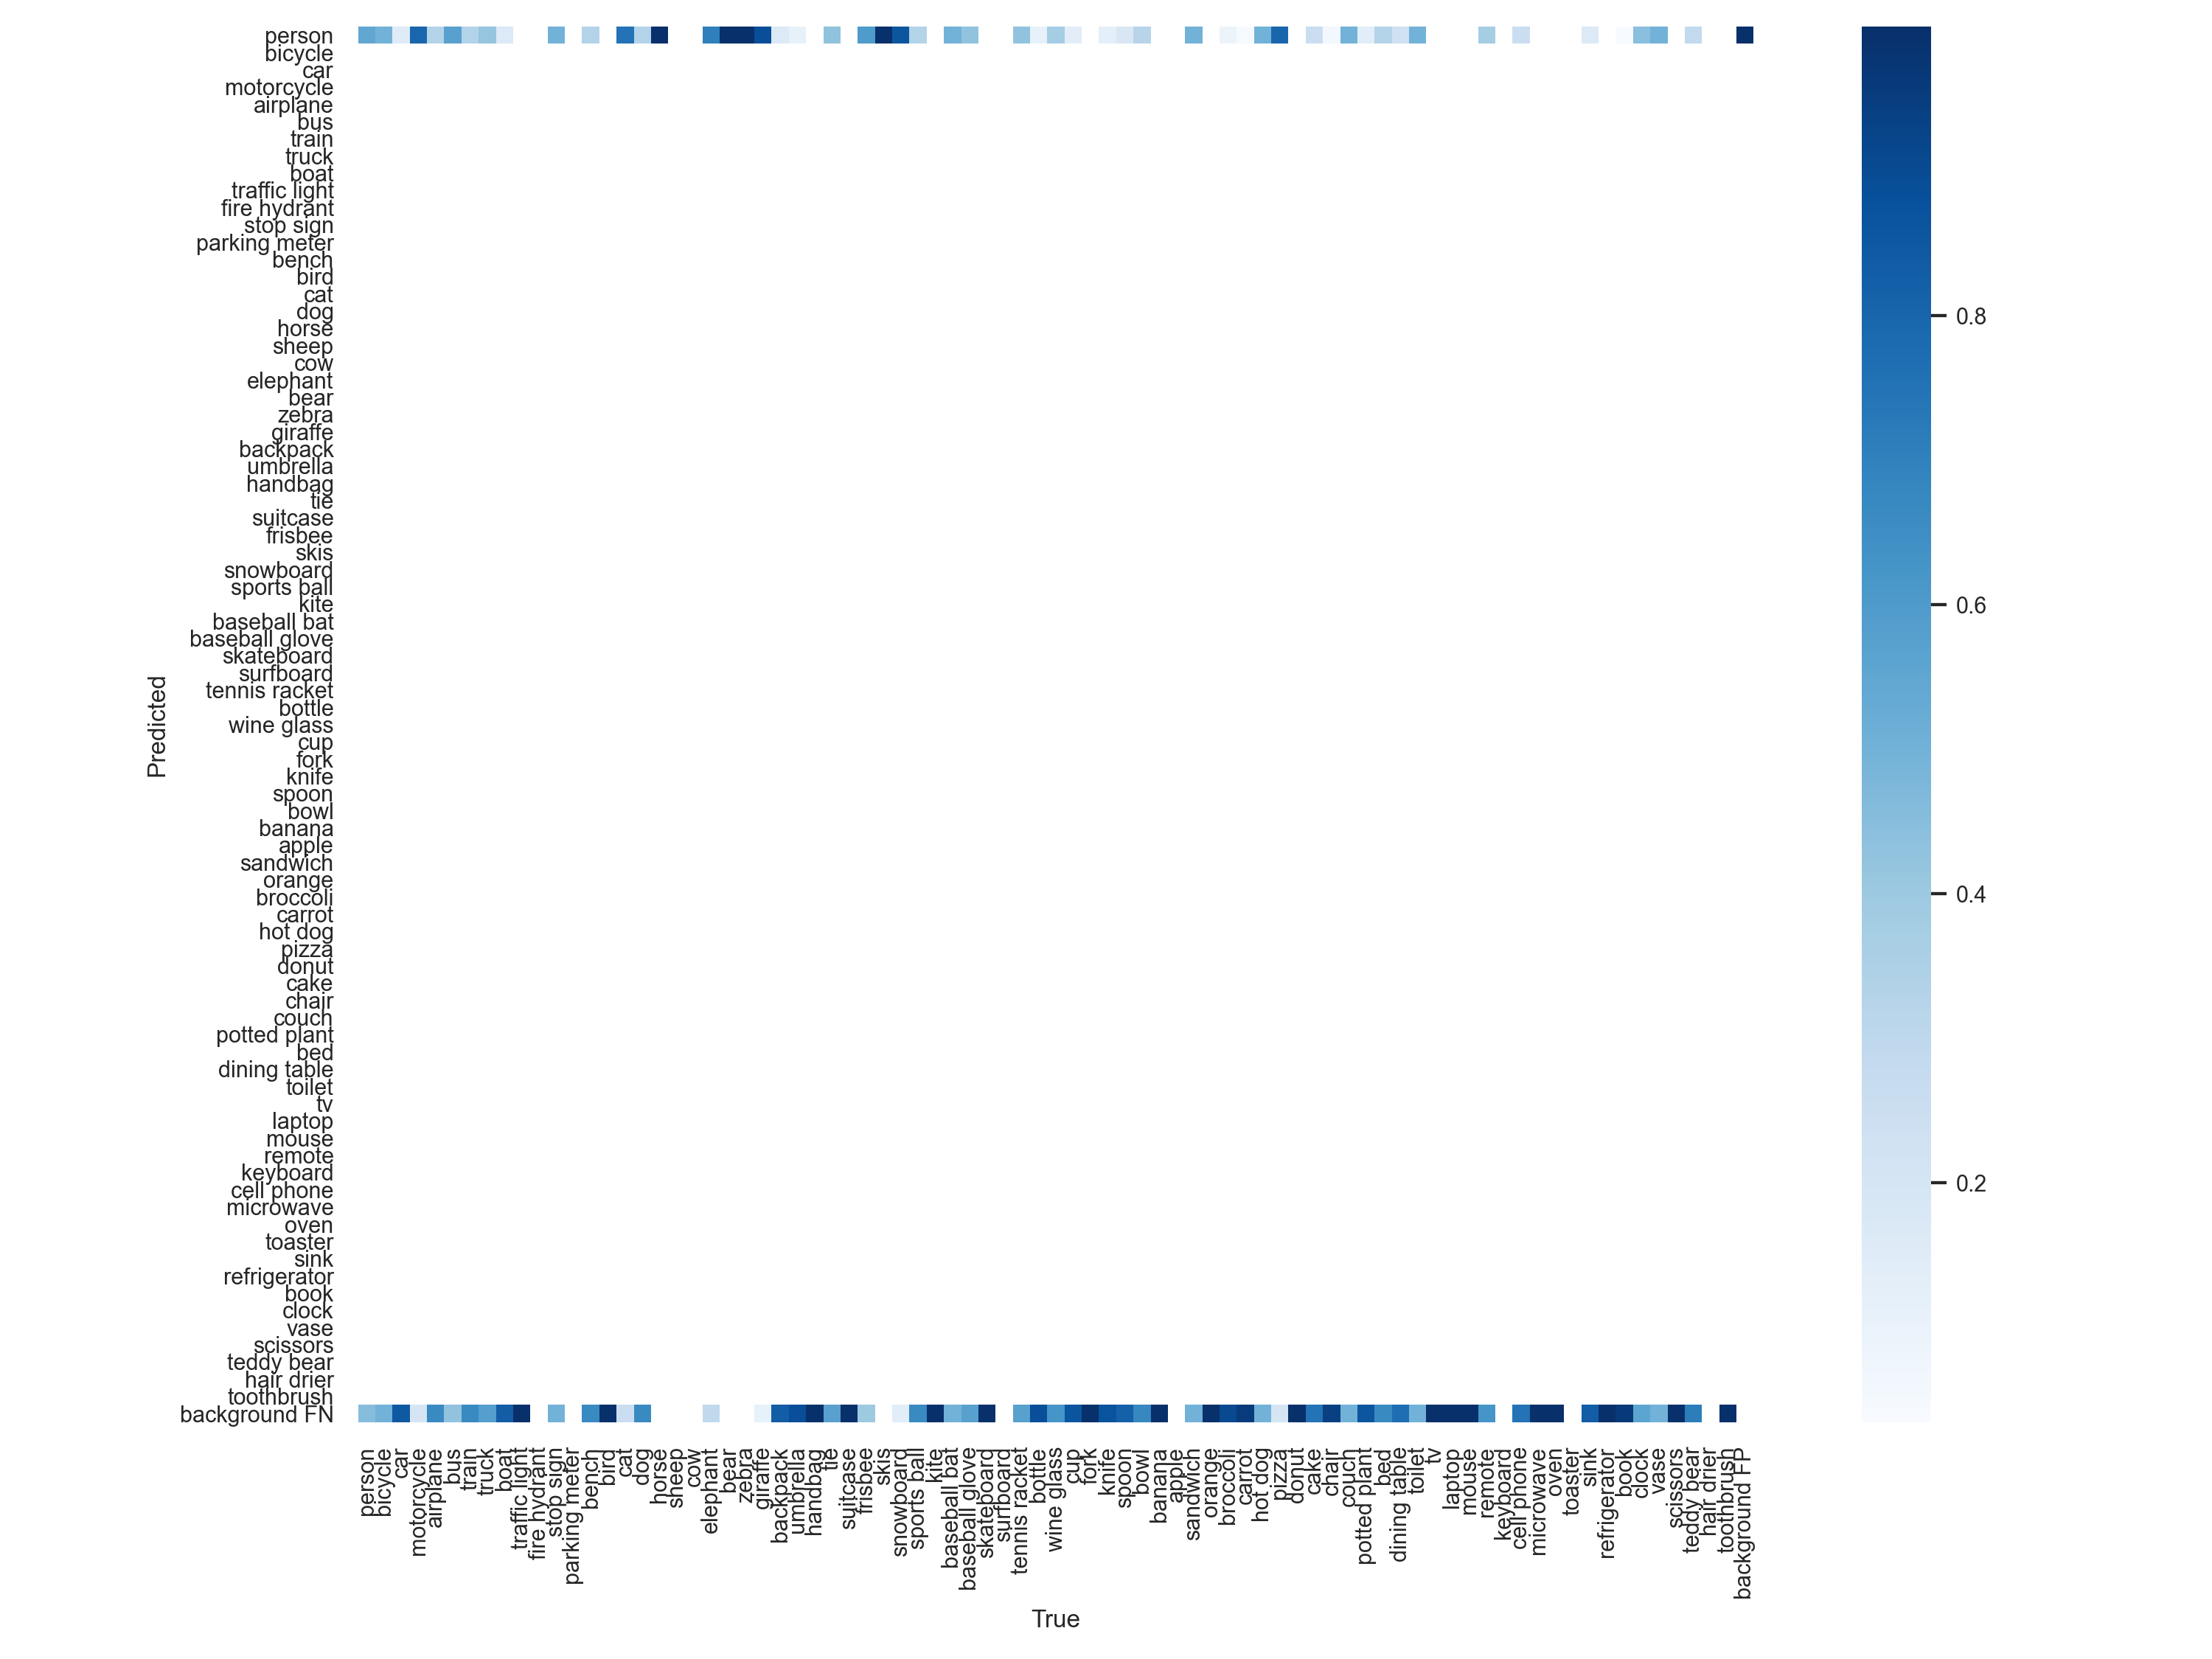 person
bicycle
car
motorcycle
airplane
bus
train
truck
boat
traffic light
fire hydrant
stop sign
parking meter
bench
bird
cat
dog
horse
sheep
cow
elephant
bear
zebra
giraffe
backpack
umbrella
handbag
tie
suitcase
frisbee
skis
snowboard
sports ball
kite
baseball bat
baseball glove
skateboard
surfboard
tennis racket
bottle
wine glass
cup
fork
knife
spoon
bowl
banana
apple
sandwich
orange
broccoli
carrot
hot dog
pizza
donut
cake
chair
couch
potted plant
bed
dining table
toilet
tv
laptop
mouse
remote
keyboard
cell phone
microwave
oven
toaster
sink
refrigerator
book
clock
vase
scissors
teddy bear
hair drier
toothbrush
background FN
Predicted
person
bicycle
car
motorcycle
airplane
bus
train
truck
boat
traffic light
fire hydrant
stop sign
parking meter
bench
bird
cat
dog
horse
sheep
cow
elephant
bear
zebra
giraffe
backpack
umbrella
handbag
tie
suitcase
frisbee
skis
snowboard
sports ball
kite
baseball bat
baseball glove
skateboard
surfboard
tennis racket
bottle
wine glass
cup
fork
knife
spoon
bowl
banana
apple
sandwich
orange
broccoli
carrot
hot dog
pizza
donut
cake
chair
couch
potted plant
bed
dining table
toilet
tv
laptop
mouse
remote
keyboard
cell phone
microwave
oven
toaster
sink
refrigerator
book
clock
vase
scissors
teddy bear
hair drier
toothbrush
background FP
True
0.8
0.6
0.4
0.2